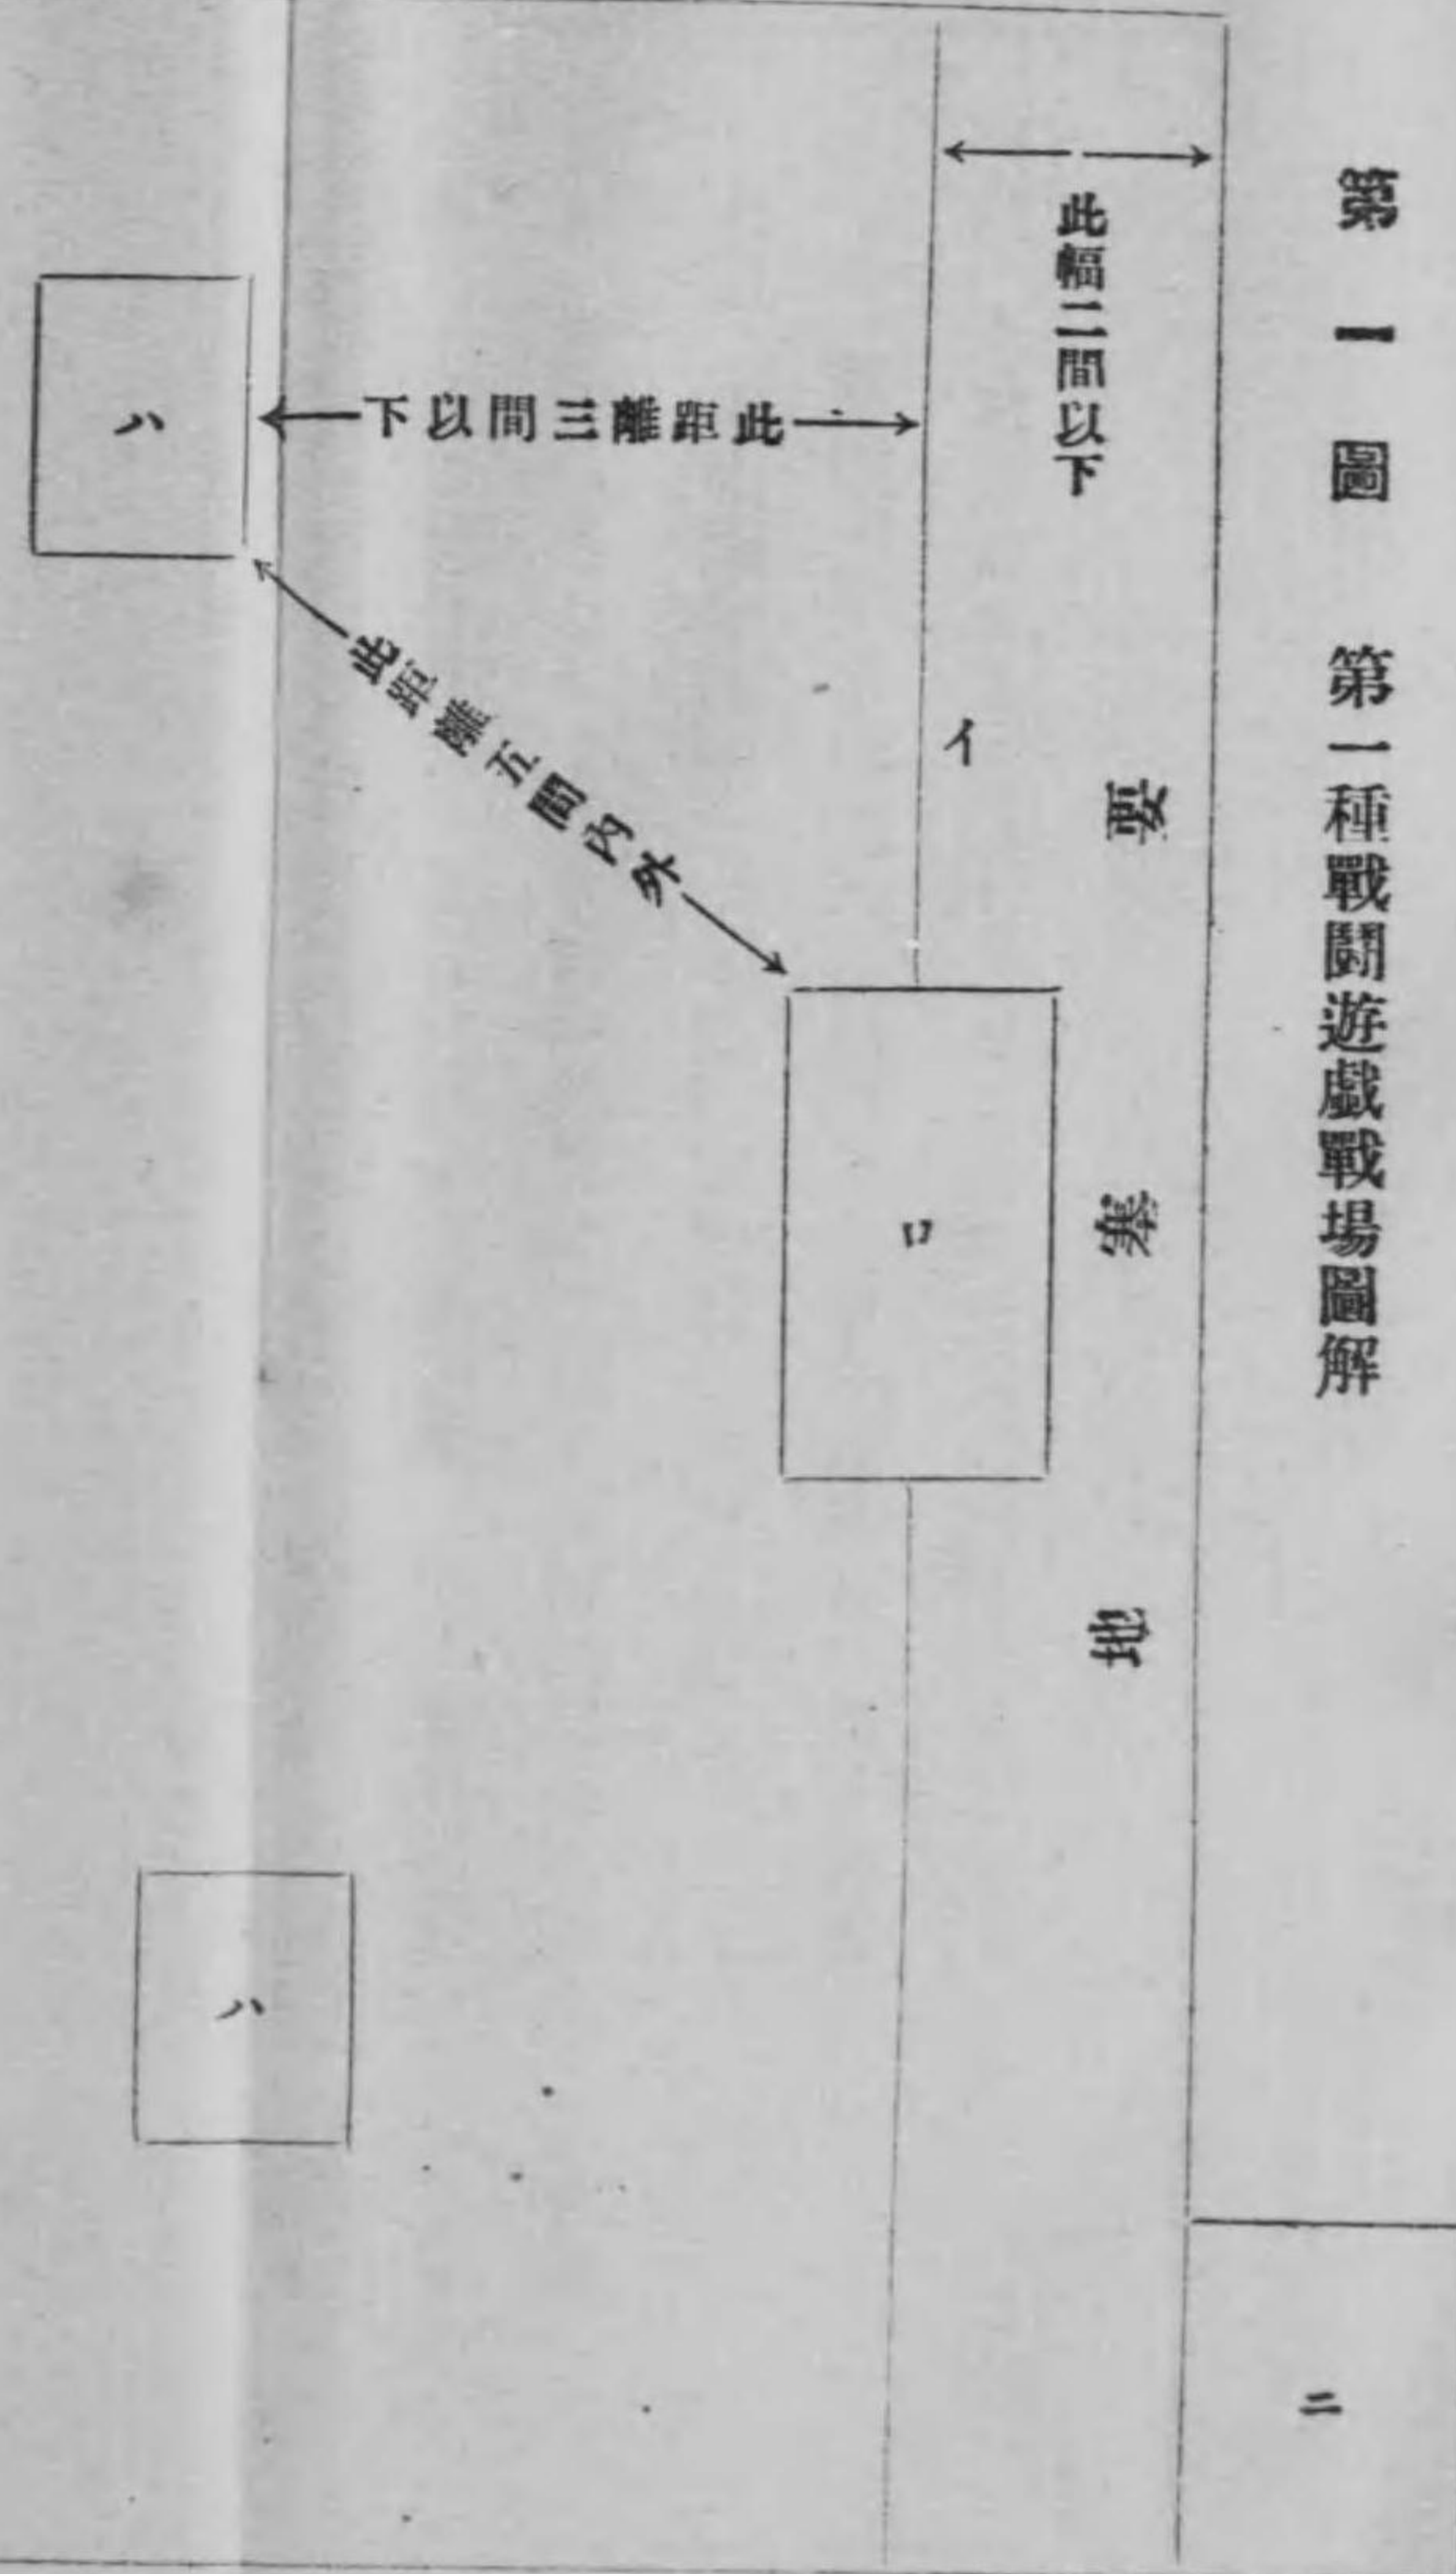 第一圖　第一種戰鬪遊戲戰場圖解
二
此幅二間以下
要塞地
イ
ロ
此距離三間以下
此距離五間內外
ハ
ハ